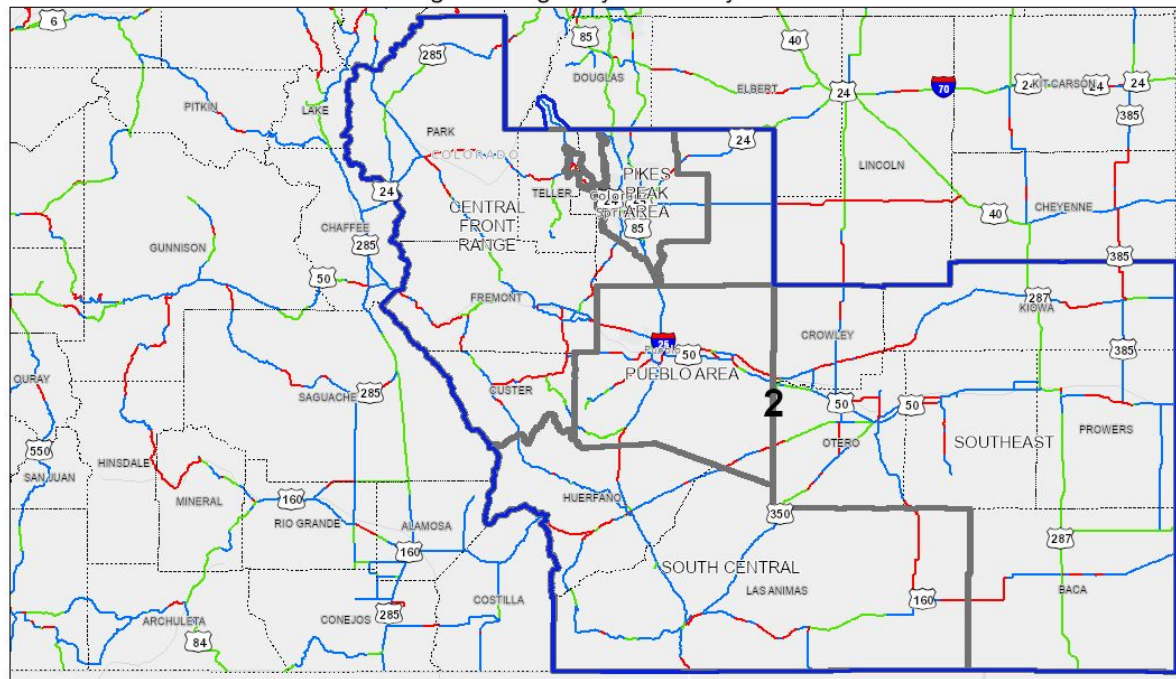 6
85
40
285
DOUGLAS
ELBERT
24
70
KIT CARSON
24
24
385
PITKIN
LAKE
PARK
COLORADO
24
LINCOLN
TELLER
PIKES
PEAK
AREA
24
24
85
CENTRAL
FRONT
RANGE
CHAFFEE
285
GUNNISON
50
40
CHEYENNE
385
FREMONT
287
KIOWA
CROWLEY
385
25
50
PUEBLO AREA
OURAY
SAGUACHE
285
CUSTER
2
50
50
OTERO
SOUTHEAST
PROWERS
550
SAN JUAN
HINSDALE
MINERAL
160
RIO GRANDE
ALAMOSA
160
HUERFANO
350
287
SOUTH CENTRAL
LAS ANIMAS
160
BACA
COSTILLA
CONEJOS
285
ARCHULETA
84